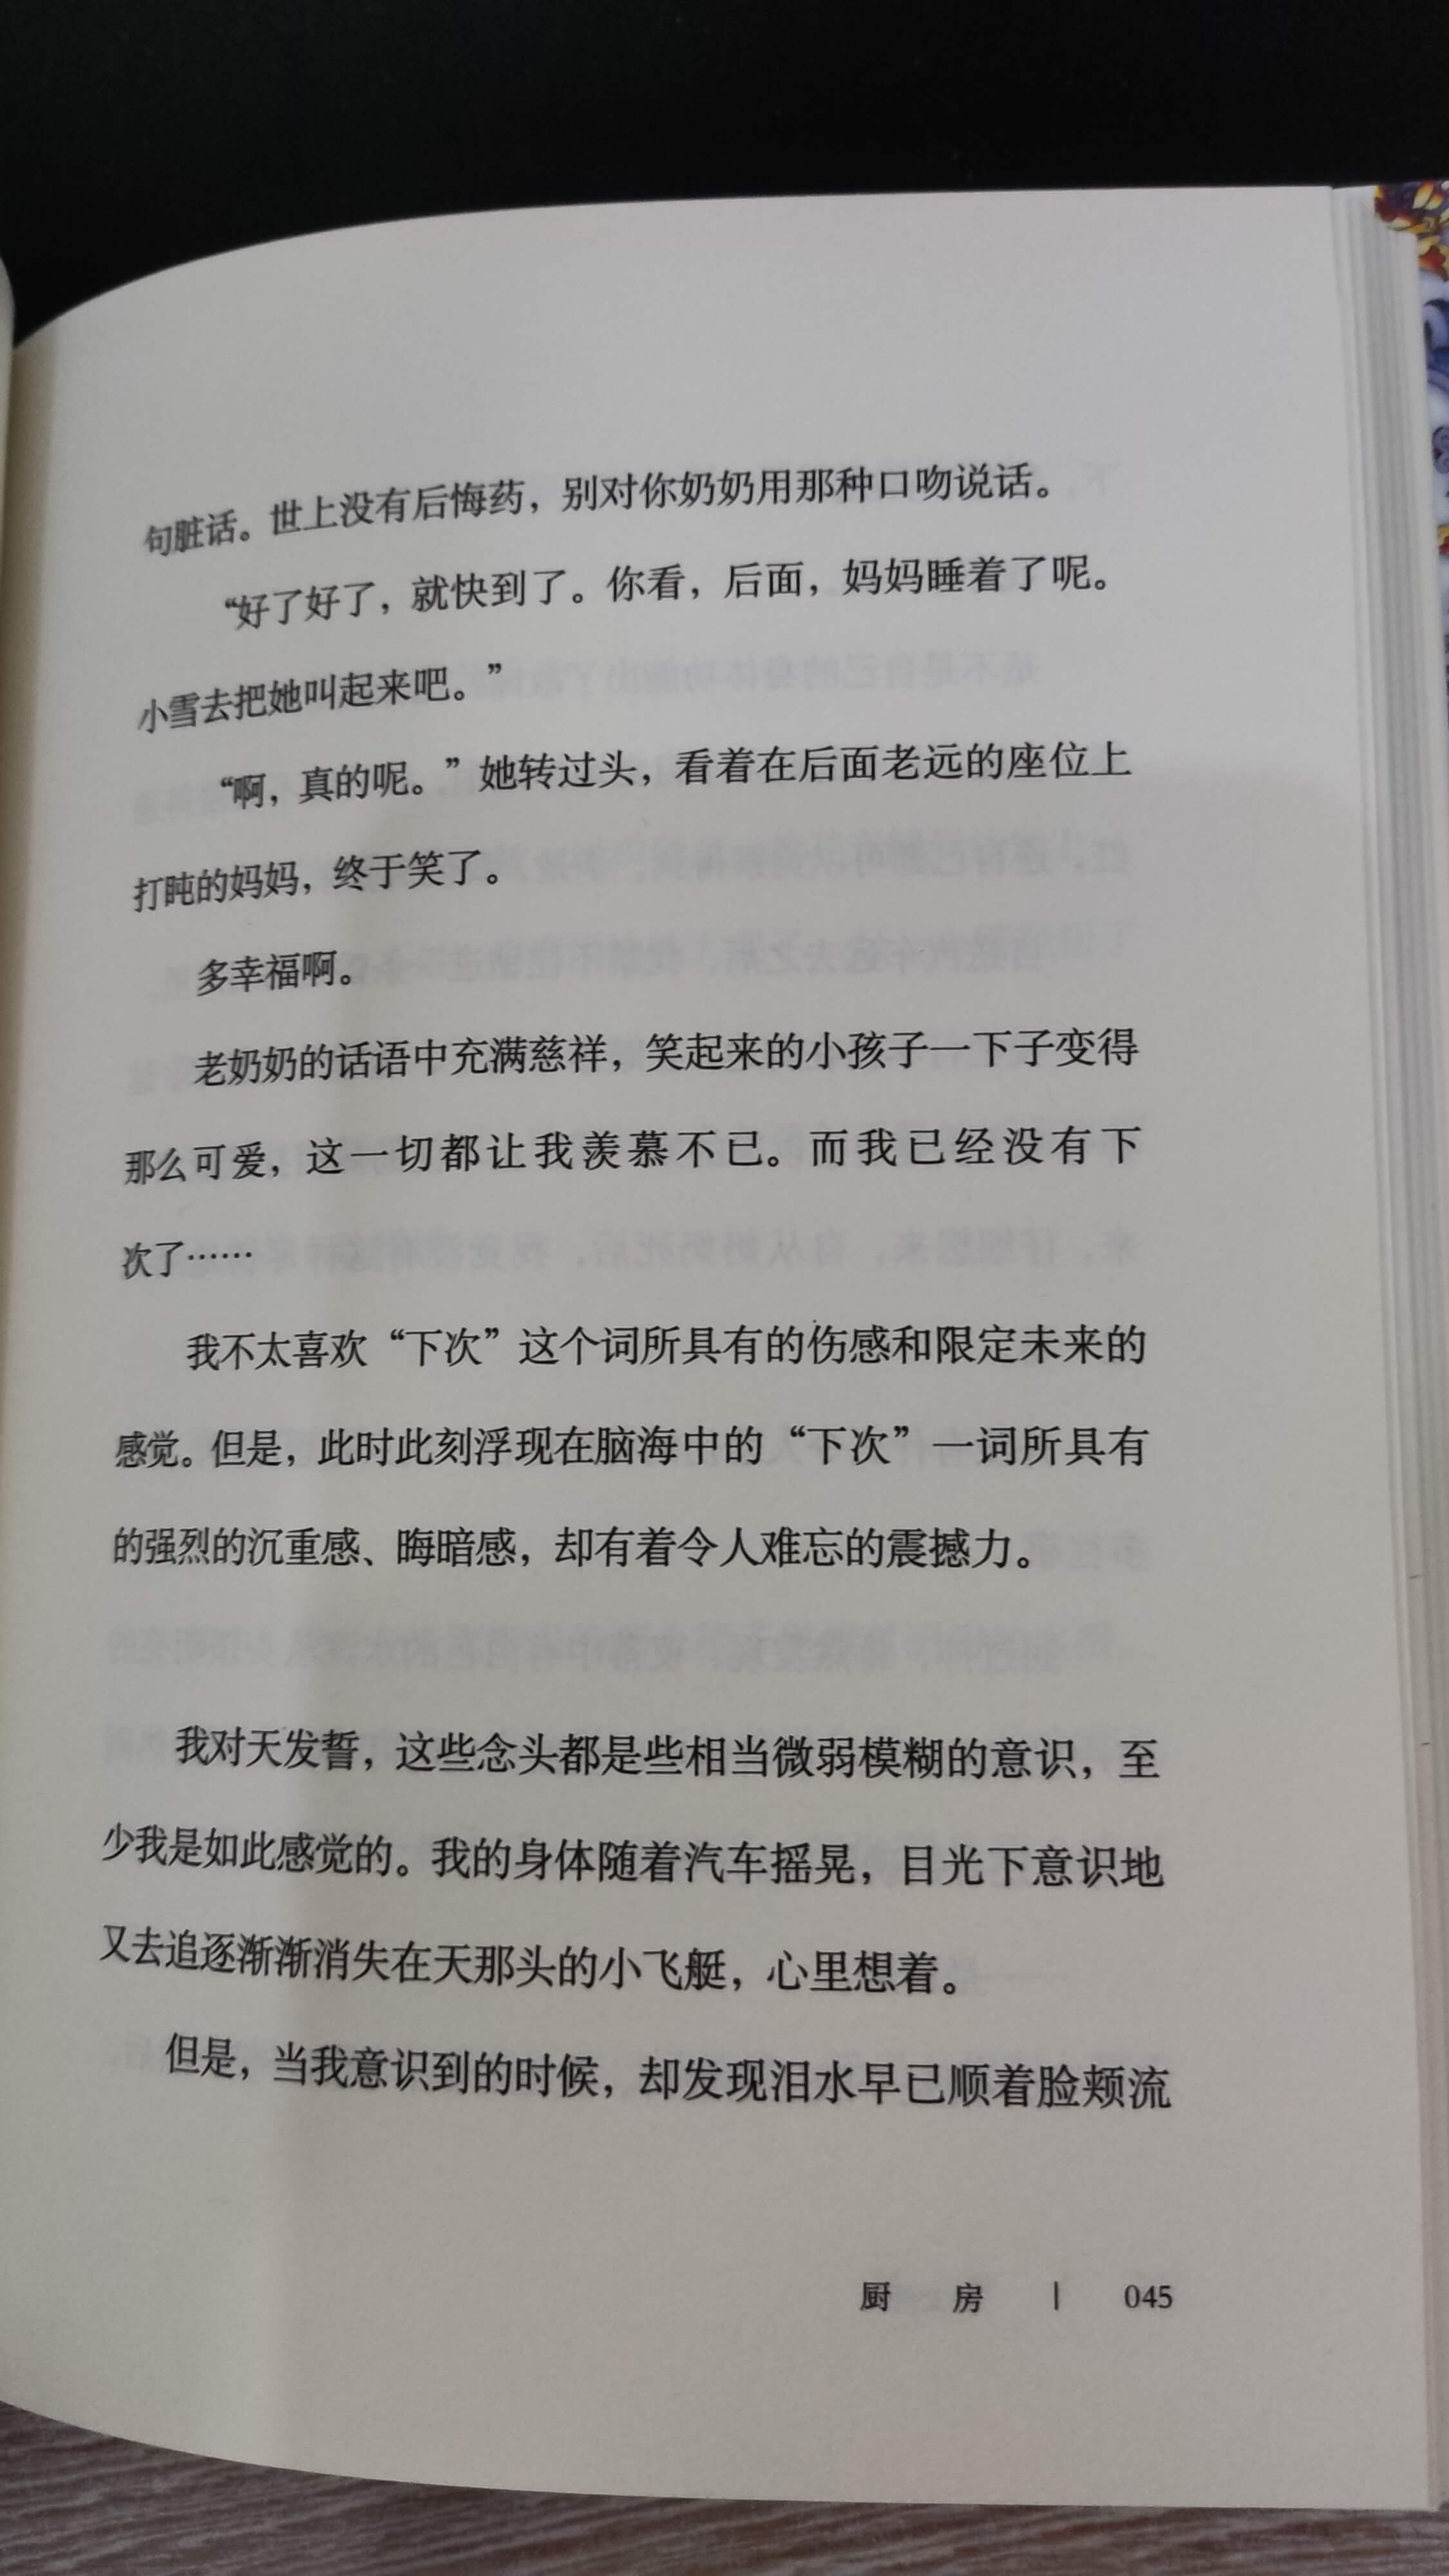 句脏话。世上没有后悔药，别对你奶奶用那种口吻说话。
“好了好了，就快到了。你看，后面，妈妈睡着了呢。
小雪去把她叫起来吧。”
“啊，真的呢。”她转过头，看着在后面老远的座位上
打盹的妈妈，终于笑了。
多幸福啊。
老奶奶的话语中充满慈祥，笑起来的小孩子一下子变得
那么可爱，这一切都让我羡慕不已。而我已经没有下
次了……
我不太喜欢“下次”这个词所具有的伤感和限定未来的
感觉。但是，此时此刻浮现在脑海中的“下次”一词所具有
的强烈的沉重感、晦暗感，却有着令人难忘的震撼力。
我对天发誓，这些念头都是些相当微弱模糊的意识，至
少我是如此感觉的。我的身体随着汽车摇晃，目光下意识地
又去追逐渐渐消失在天那头的小飞艇，心里想着。
但是，当我意识到的时候，却发现泪水早已顺着脸颊流
厨 房 | 045